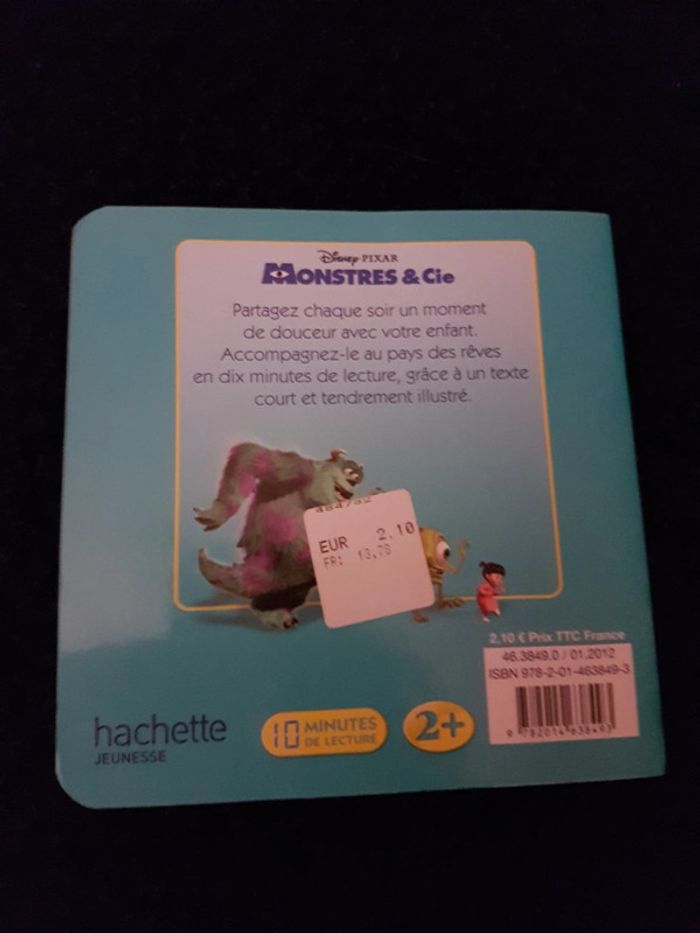 Disney·PIXAR
MONSTRES & Cie
Partagez chaque soir un moment
de douceur avec votre enfant.
Accompagnez-le au pays des rêves
en dix minutes de lecture, grâce à un texte
court et tendrement illustré.
EUR 2.10
FR: 13,78
2,10 € Prix TTC France
46.3849.0 / 01.2012
ISBN 978-2-01-463849-3
9 782014 638493
hachette
JEUNESSE
10 MINUTES
DE LECTURE
2+